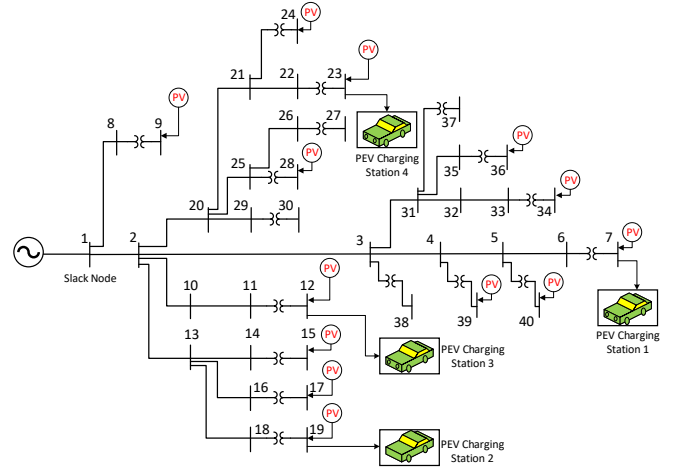 24
PV
PV
21
22
23
PV
37
8
9
26
27
PV
PEV Charging
Station 4
PV
35
36
25
28
PV
20
29
30
31
32
33
34
PV
1
2
3
4
5
6
7
Slack Node
PV
PV
PV
10
11
12
38
39
40
13
14
15
PV
PEV Charging
Station 1
PV
PEV Charging
Station 3
16
17
PV
18
19
PEV Charging
Station 2